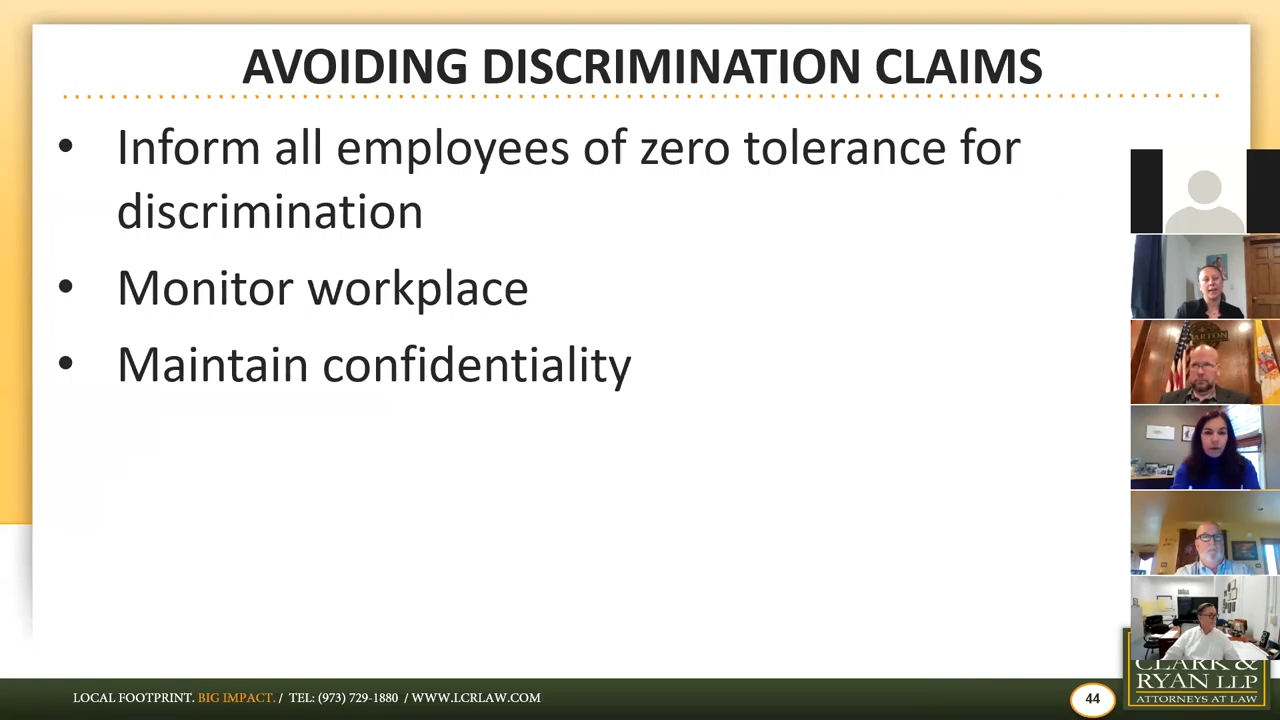 AVOIDING DISCRIMINATION CLAIMS
• Inform all employees of zero tolerance for
discrimination
• Monitor workplace
• Maintain confidentiality
LOCAL FOOTPRINT. BIG IMPACT. / TEL: (973) 729-1880 / WWW.LCRLAW.COM
44
CLARK &
RYAN LLP
ATTORNEYS AT LAW